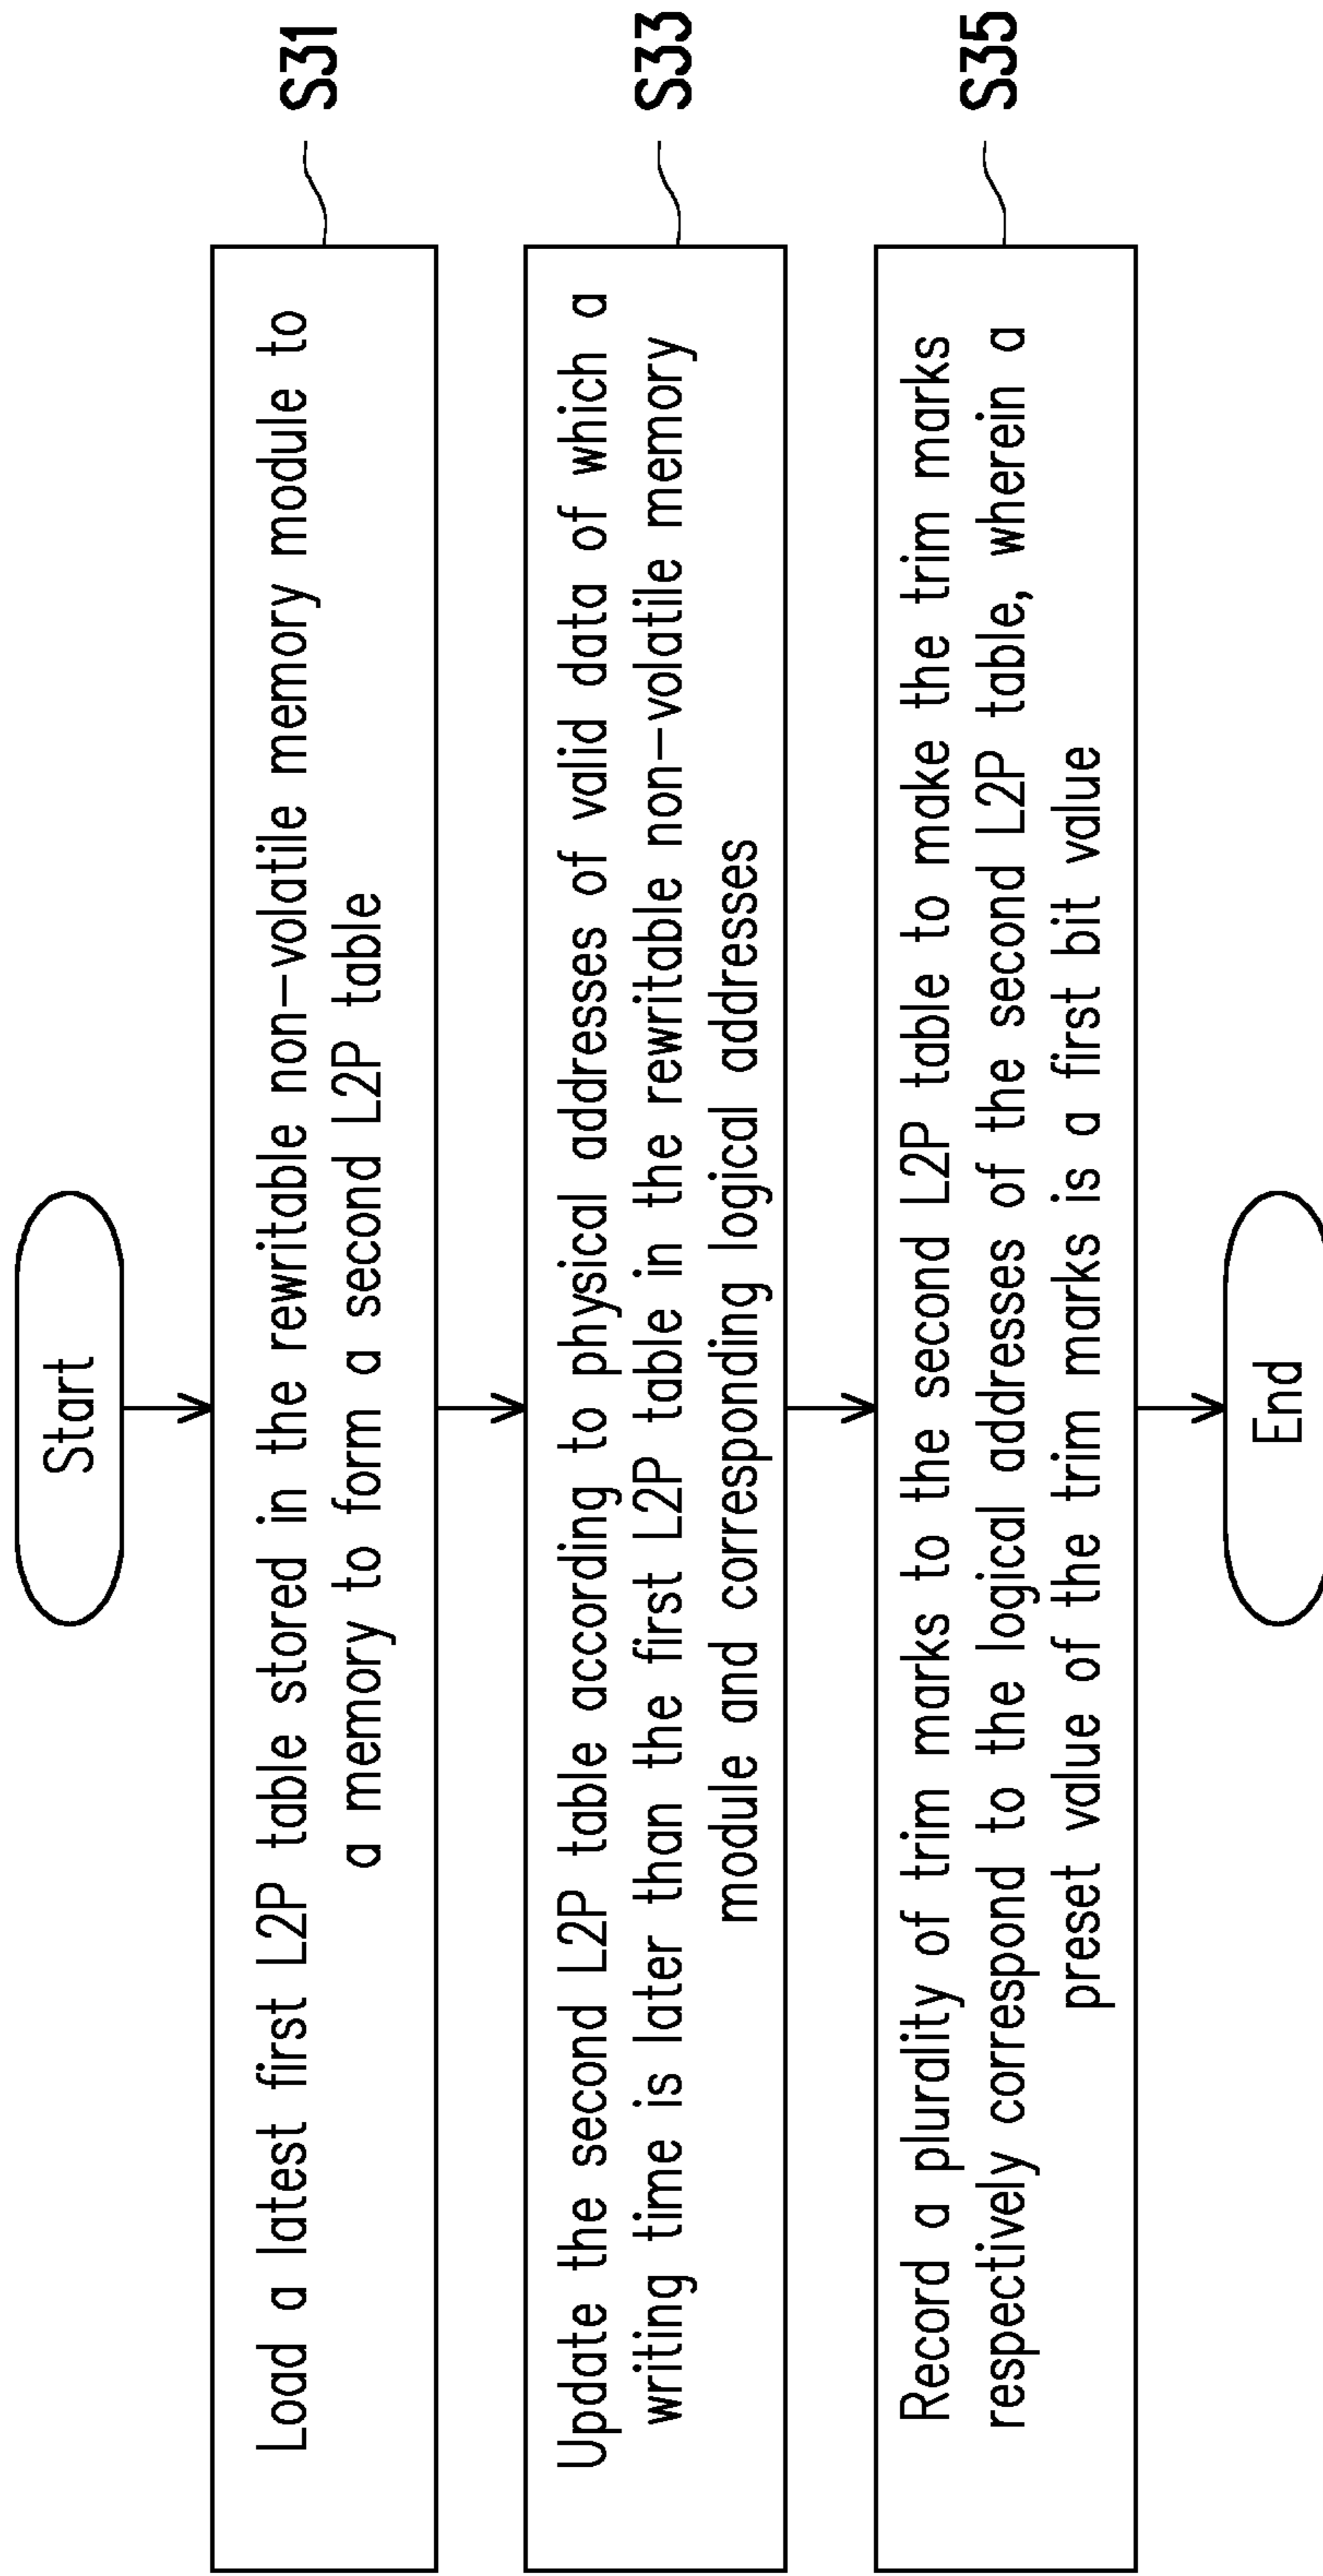 Start
Load a latest first L2P table stored in the rewritable non-volatile memory module to
a memory to form a second L2P table
S31
Update the second L2P table according to physical addresses of valid data of which a
writing time is later than the first L2P table in the rewritable non-volatile memory
module and corresponding logical addresses
S33
Record a plurality of trim marks to the second L2P table to make the trim marks
respectively correspond to the logical addresses of the second L2P table, wherein a
preset value of the trim marks is a first bit value
S35
End